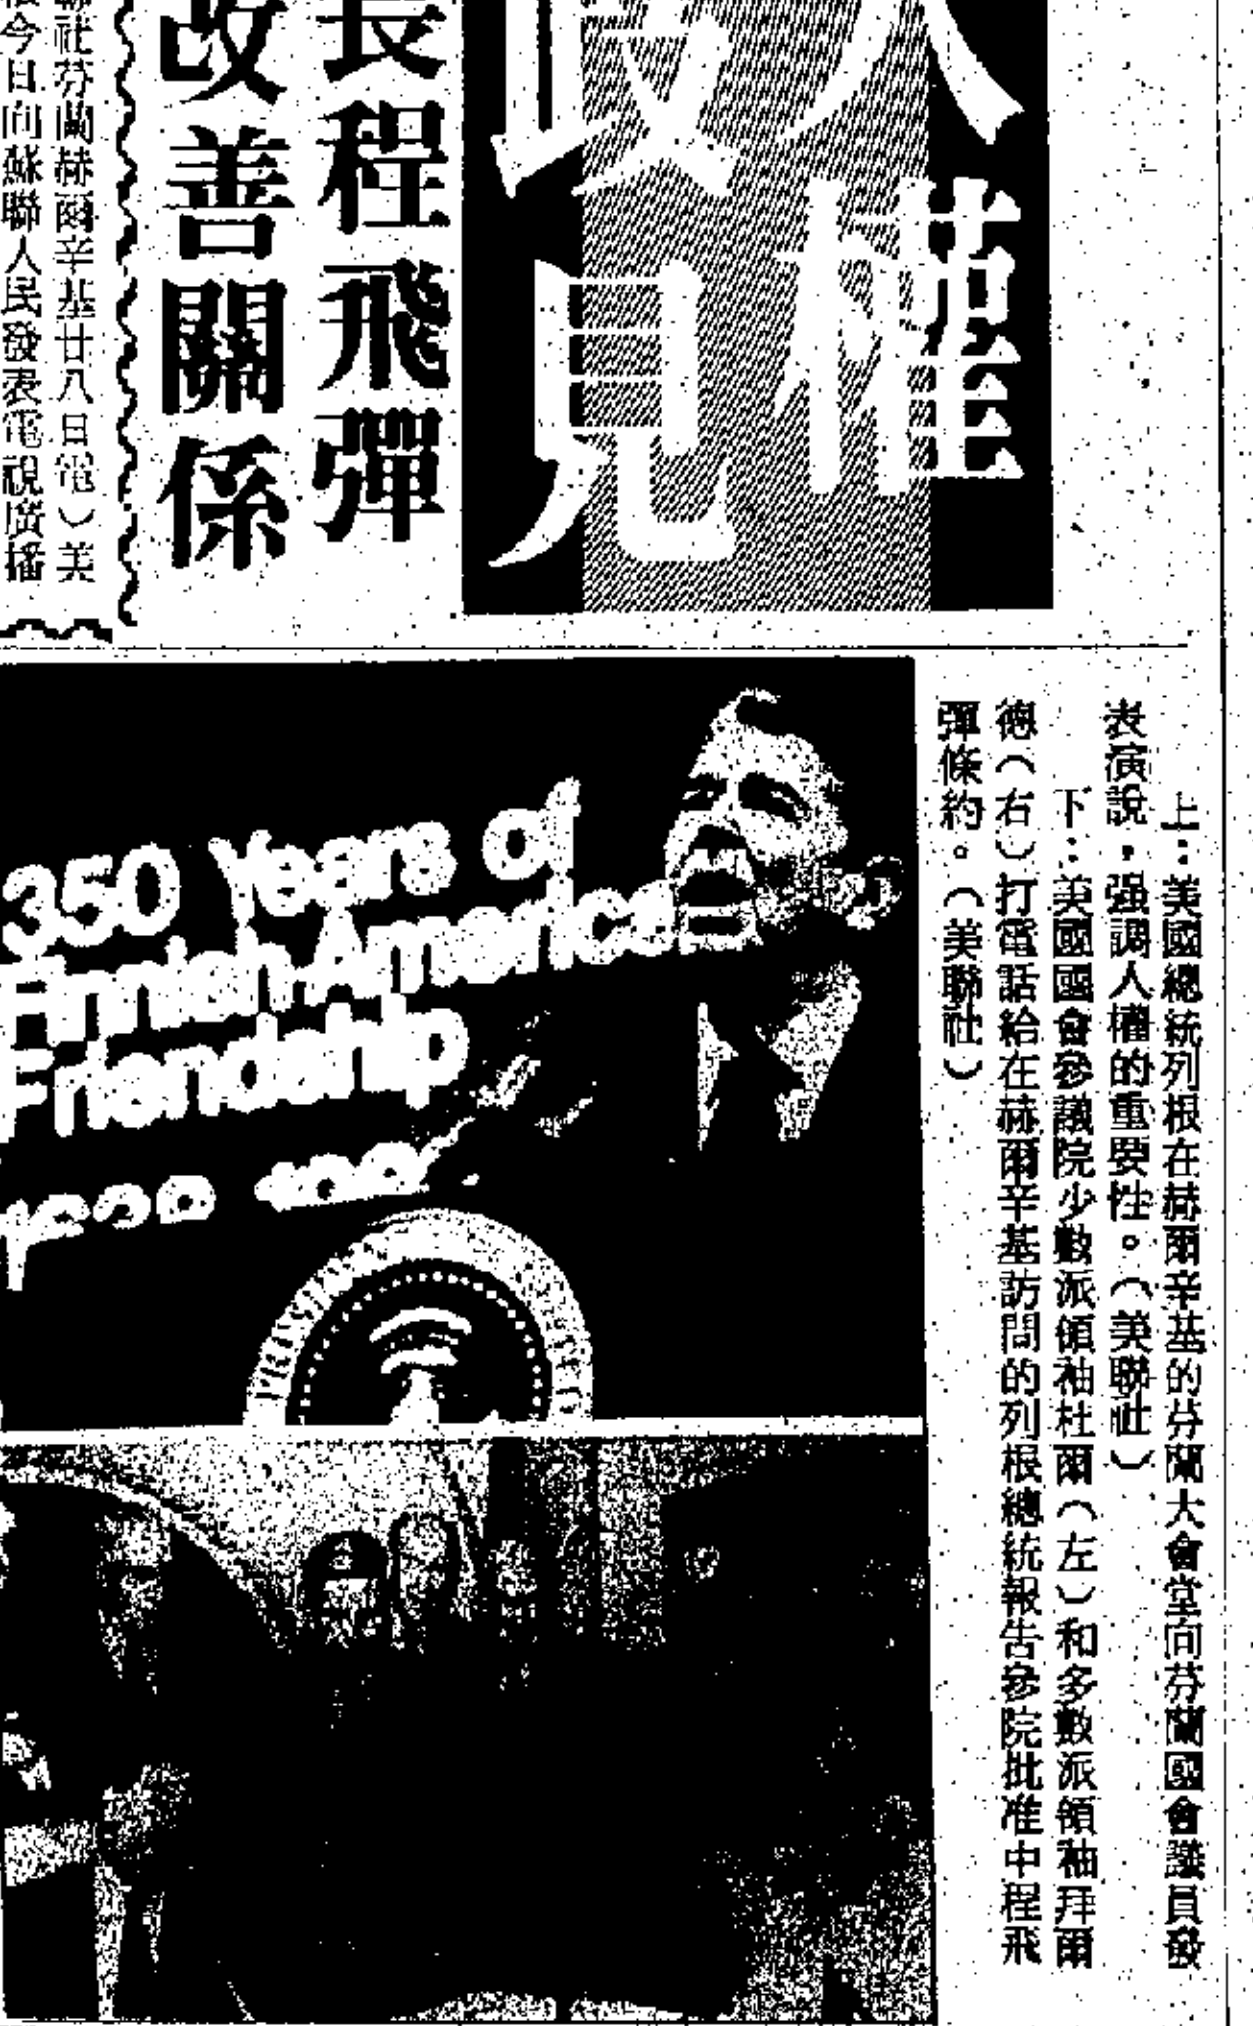 人權
歧見
長程飛彈
改善關係
社芬蘭赫爾辛基廿八日電）美
今日向蘇聯人民發表電視廣播
上：美國總統列根在赫爾辛基的芬蘭大會堂向芬蘭國會議員發
表演說，强調人權的重要性。（美聯社）
下：美國國會參議院少數派領袖杜爾（左）和多數派領袖拜爾
德（右）打電話給在赫爾辛基訪問的列根總統報告參院批准中程飛
彈條約。（美聯社）
350 Years of
Finnish-America
Friendship